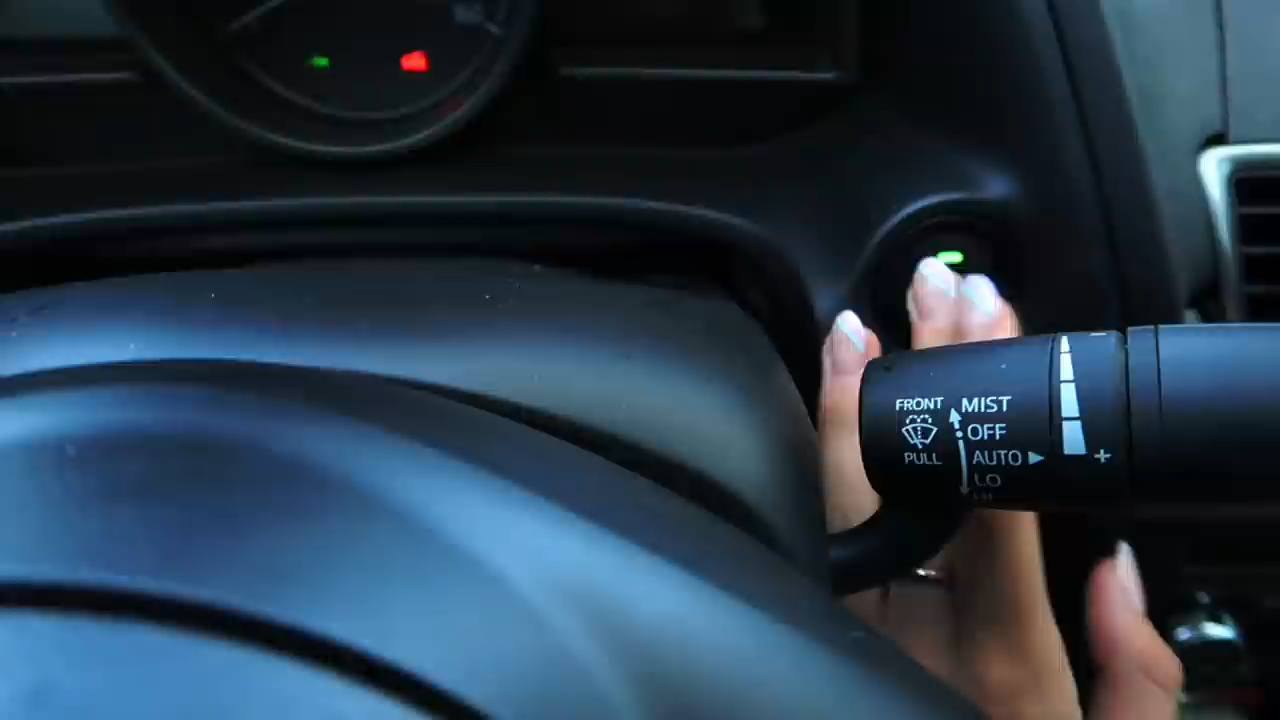 FRONT
PULL
MIST
OFF
AUTO
LO
- 
+